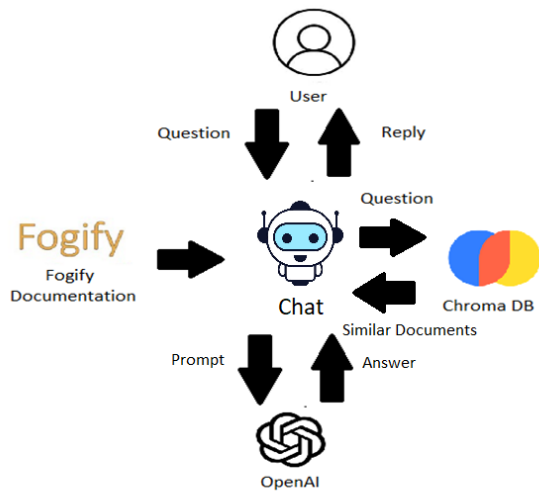 User
Question
Reply
Question
Fogify
Fogify
Documentation
Chat
Chroma DB
Similar Documents
Prompt
Answer
OpenAI